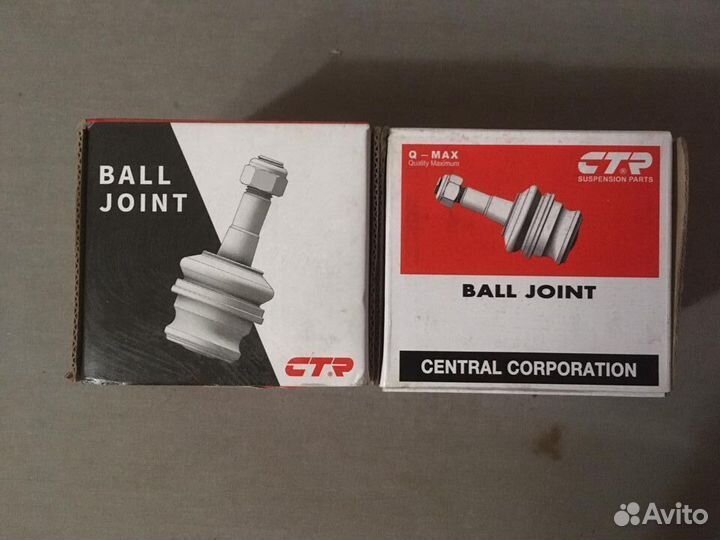 BALL
JOINT
CTR
Q – MAX
Quality Maximum
CTR
®
SUSPENSION PARTS
BALL JOINT
CENTRAL CORPORATION
Avito